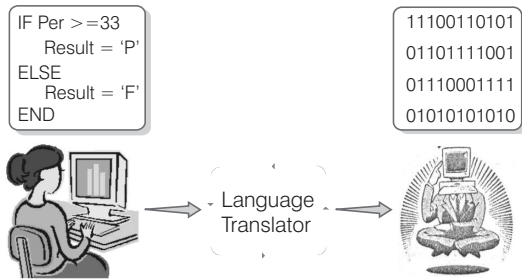 IF Per >=33
Result = ‘P’
ELSE
Result = ‘F’
END
11100110101
01101111001
01110001111
01010101010
Language
Translator